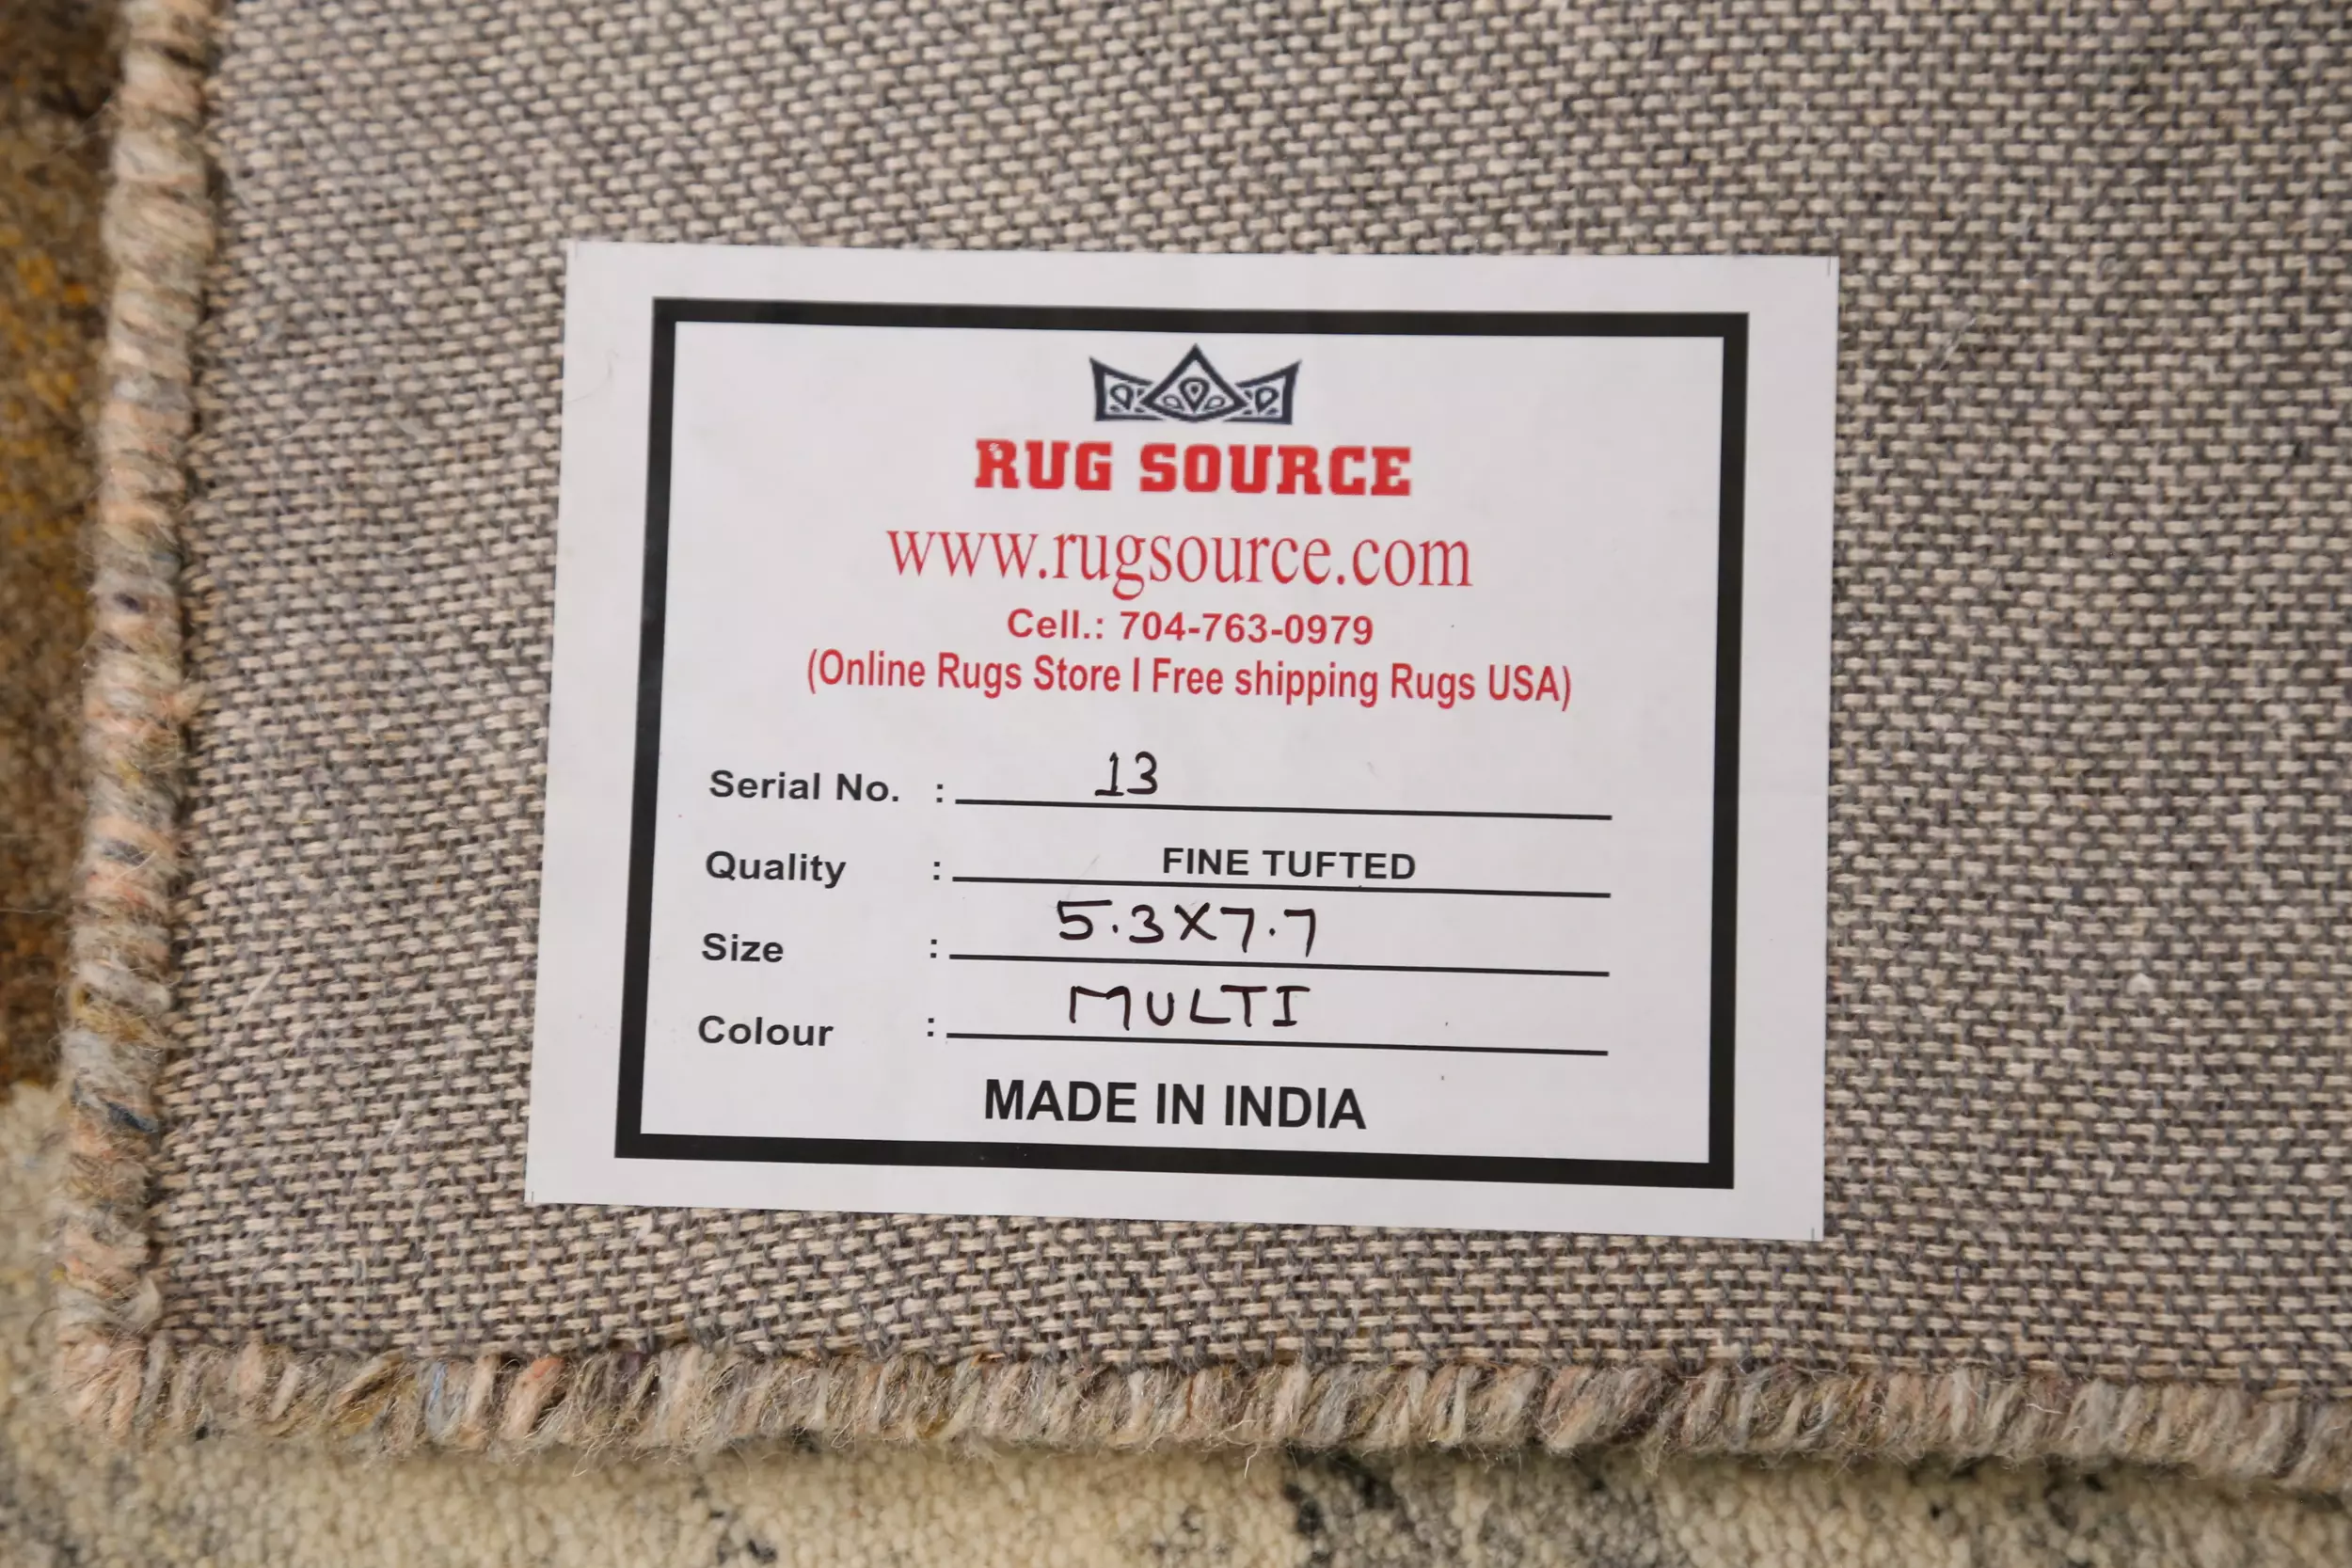 RUG SOURCE
www.rugsource.com
Cell.: 704-763-0979
(Online Rugs Store I Free shipping Rugs USA)
Serial No. : 13
Quality : FINE TUFTED
Size : 5.3X7.7
Colour : MULTI
MADE IN INDIA